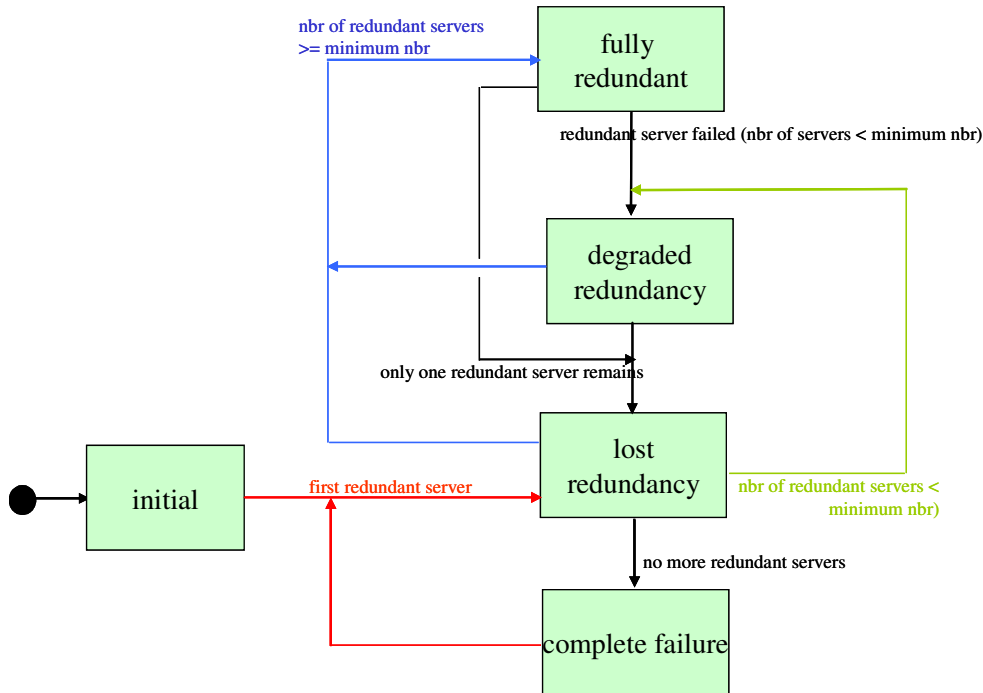 nbr of redundant servers
>= minimum nbr
fully
redundant
redundant server failed (nbr of servers < minimum nbr)
degraded
redundancy
only one redundant server remains
lost
redundancy
initial
first redundant server
nbr of redundant servers <
minimum nbr)
no more redundant servers
complete failure